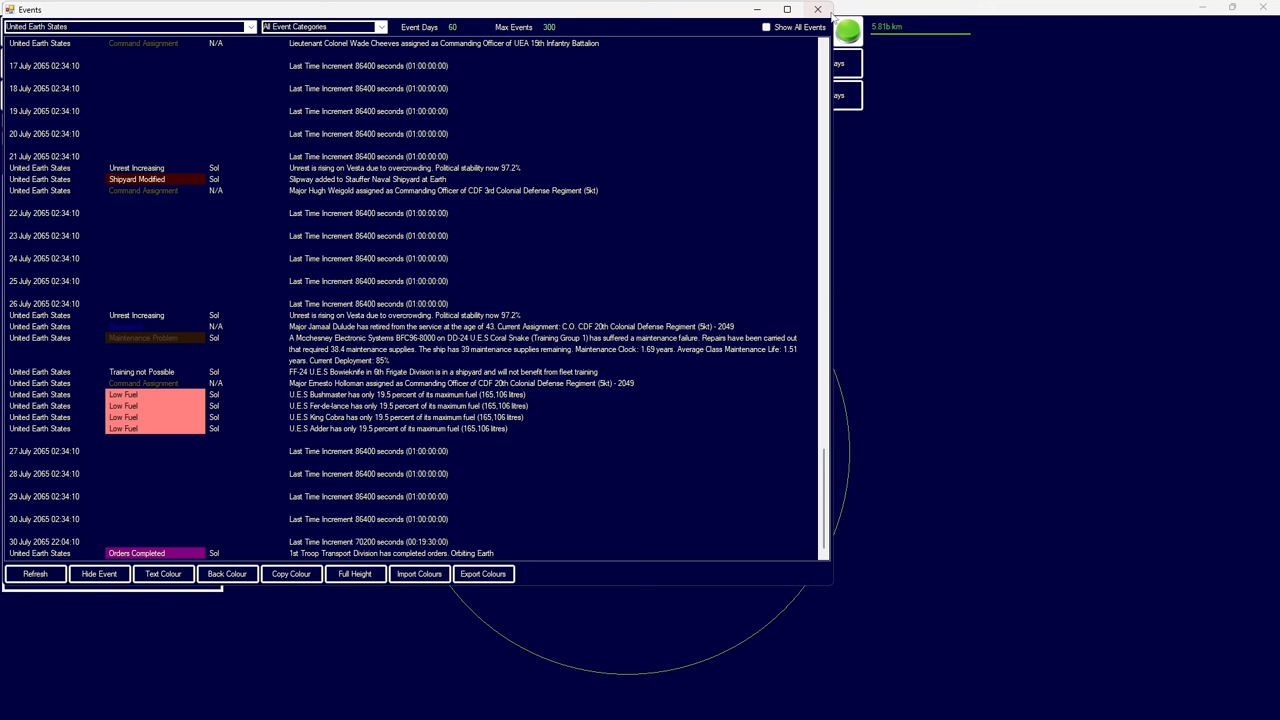 Events
United Earth States All Event Categories Event Days 60 Max Events 300 Show All Events 5.81b km
United Earth States Command Assignment N/A Lieutenant Colonel Wade Cheeves assigned as Commanding Officer of UEA 15th Infantry Battalion
17 July 2065 02:34:10 Last Time Increment 86400 seconds (01:00:00:00) ays
18 July 2065 02:34:10 Last Time Increment 86400 seconds (01:00:00:00) ays
19 July 2065 02:34:10 Last Time Increment 86400 seconds (01:00:00:00)
20 July 2065 02:34:10 Last Time Increment 86400 seconds (01:00:00:00)
21 July 2065 02:34:10 Last Time Increment 86400 seconds (01:00:00:00)
United Earth States Unrest Increasing Sol Unrest is rising on Vesta due to overcrowding. Political stability now 97.2%
United Earth States Shipyard Modified Sol Slipway added to Stauffer Naval Shipyard at Earth
United Earth States Command Assignment N/A Major Hugh Weigold assigned as Commanding Officer of CDF 3rd Colonial Defense Regiment (5kt)
22 July 2065 02:34:10 Last Time Increment 86400 seconds (01:00:00:00)
23 July 2065 02:34:10 Last Time Increment 86400 seconds (01:00:00:00)
24 July 2065 02:34:10 Last Time Increment 86400 seconds (01:00:00:00)
25 July 2065 02:34:10 Last Time Increment 86400 seconds (01:00:00:00)
26 July 2065 02:34:10 Last Time Increment 86400 seconds (01:00:00:00)
United Earth States Unrest Increasing Sol Unrest is rising on Vesta due to overcrowding. Political stability now 97.2%
United Earth States N/A Major Jamaal Dulude has retired from the service at the age of 43. Current Assignment: C.O. CDF 20th Colonial Defense Regiment (5kt) - 2049
United Earth States Maintenance Problem Sol A Mcchesney Electronic Systems BFC96-8000 on DD-24 U.E.S Coral Snake (Training Group 1) has suffered a maintenance failure. Repairs have been carried out
that required 38.4 maintenance supplies. The ship has 39 maintenance supplies remaining. Maintenance Clock: 1.69 years. Average Class Maintenance Life: 1.51
years. Current Deployment: 85%
United Earth States Training not Possible Sol FF-24 U.E.S Bowieknife in 6th Frigate Division is in a shipyard and will not benefit from fleet training
United Earth States Command Assignment N/A Major Ernesto Holloman assigned as Commanding Officer of CDF 20th Colonial Defense Regiment (5kt) - 2049
United Earth States Low Fuel Sol U.E.S Bushmaster has only 19.5 percent of its maximum fuel (165,106 litres)
United Earth States Low Fuel Sol U.E.S Fer-de-lance has only 19.5 percent of its maximum fuel (165,106 litres)
United Earth States Low Fuel Sol U.E.S King Cobra has only 19.5 percent of its maximum fuel (165,106 litres)
United Earth States Low Fuel Sol U.E.S Adder has only 19.5 percent of its maximum fuel (165,106 litres)
27 July 2065 02:34:10 Last Time Increment 86400 seconds (01:00:00:00)
28 July 2065 02:34:10 Last Time Increment 86400 seconds (01:00:00:00)
29 July 2065 02:34:10 Last Time Increment 86400 seconds (01:00:00:00)
30 July 2065 02:34:10 Last Time Increment 86400 seconds (01:00:00:00)
30 July 2065 22:04:10 Last Time Increment 70200 seconds (00:19:30:00)
United Earth States Orders Completed Sol 1st Troop Transport Division has completed orders. Orbiting Earth
Refresh Hide Event Text Colour Back Colour Copy Colour Full Height Import Colours Export Colours